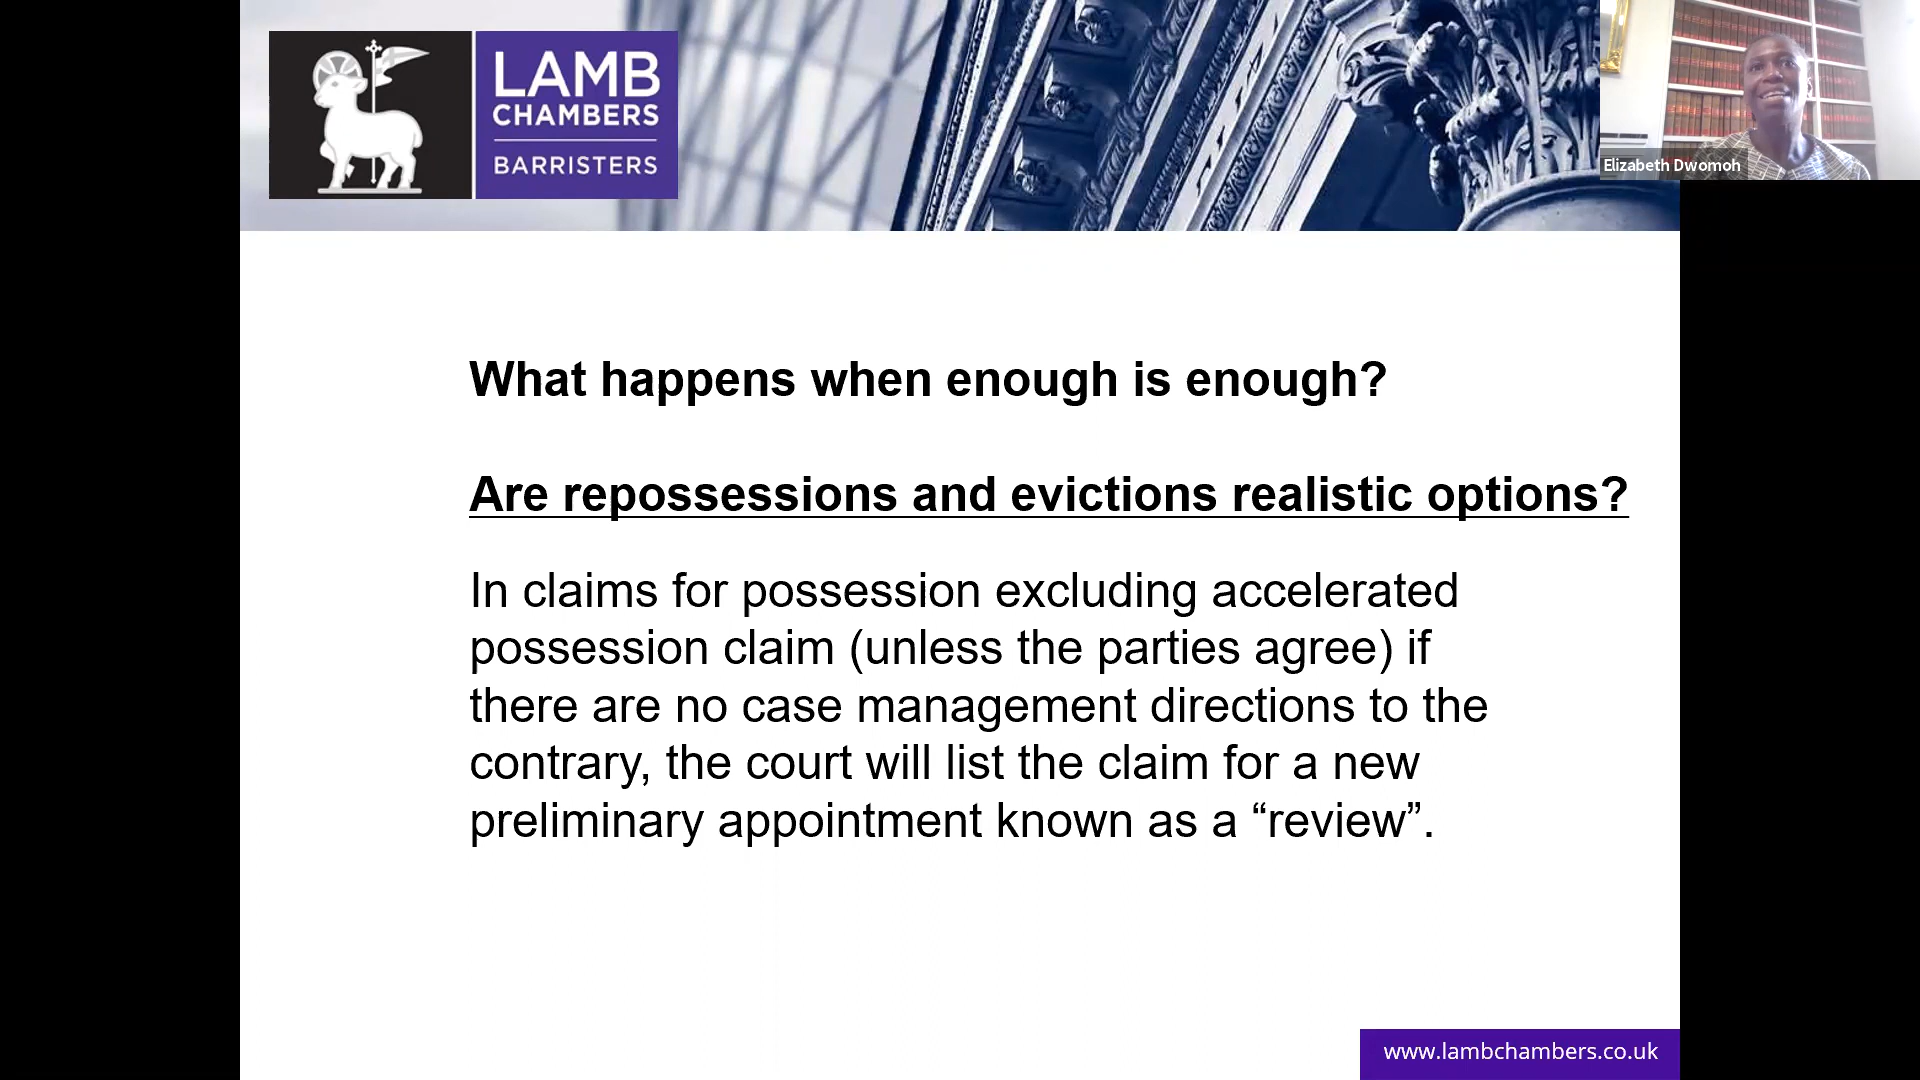 LAMB
CHAMBERS
BARRISTERS
Elizabeth Dwomoh
What happens when enough is enough?
Are repossessions and evictions realistic options?
In claims for possession excluding accelerated
possession claim (unless the parties agree) if
there are no case management directions to the
contrary, the court will list the claim for a new
preliminary appointment known as a “review”.
www.lambchambers.co.uk